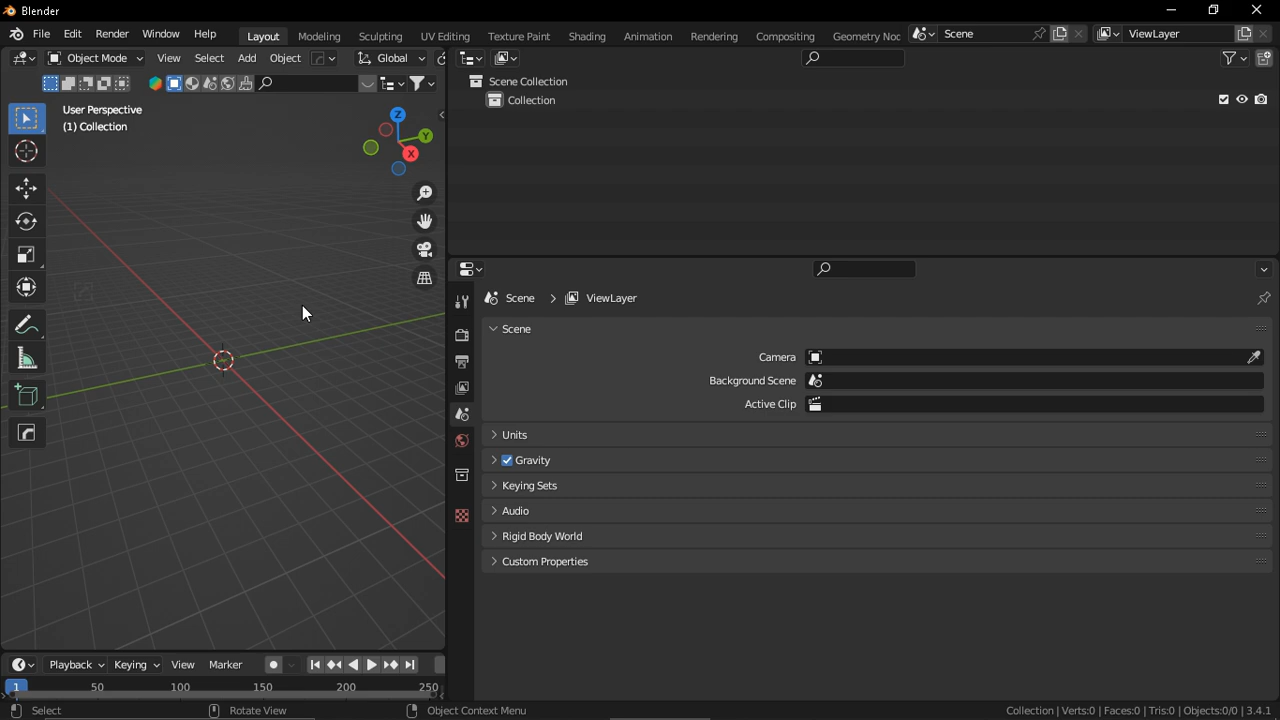 Blender
File Edit Render Window Help Layout Modeling Sculpting UV Editing Texture Paint Shading Animation Rendering Compositing Geometry Noc Scene ViewLayer
Object Mode View Select Add Object Global
User Perspective
(1) Collection
Z
Y
X
Scene Collection
Collection
Scene > ViewLayer
Scene
Camera
Background Scene
Active Clip
Units
Gravity
Keying Sets
Audio
Rigid Body World
Custom Properties
Playback Keying View Marker
1 50 100 150 200 250
Select Rotate View Object Context Menu Collection | Verts:0 | Faces:0 | Tris:0 | Objects:0/0 | 3.4.1